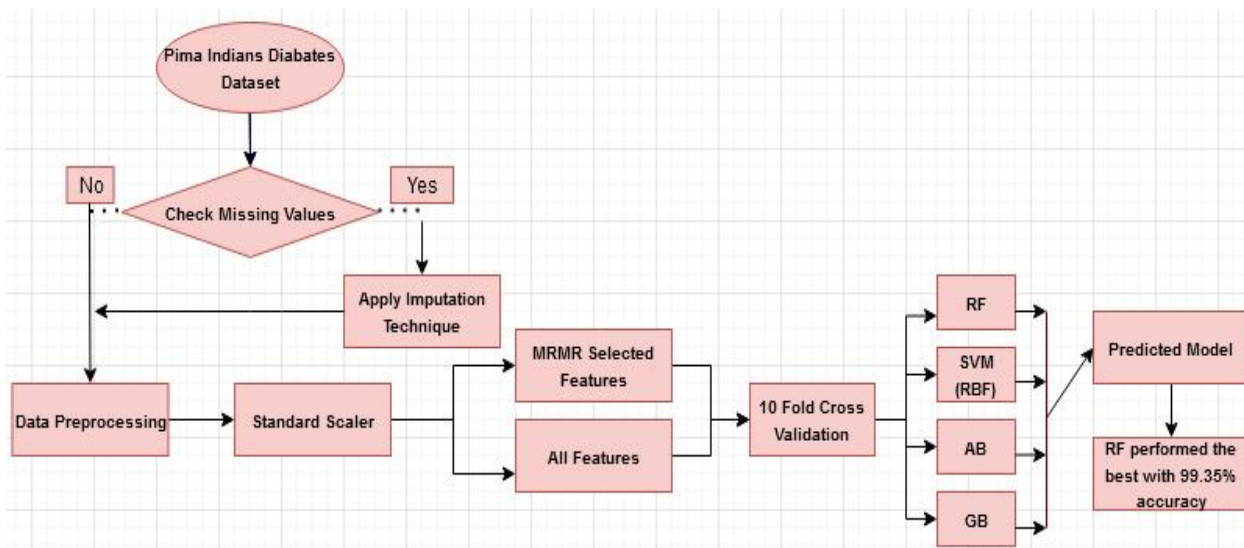 Pima Indians Diabates
Dataset
No
Yes
Check Missing Values
Apply Imputation
Technique
Data Preprocessing
Standard Scaler
MRMR Selected
Features
All Features
10 Fold Cross
Validation
RF
SVM
(RBF)
AB
GB
Predicted Model
RF performed the
best with 99.35%
accuracy